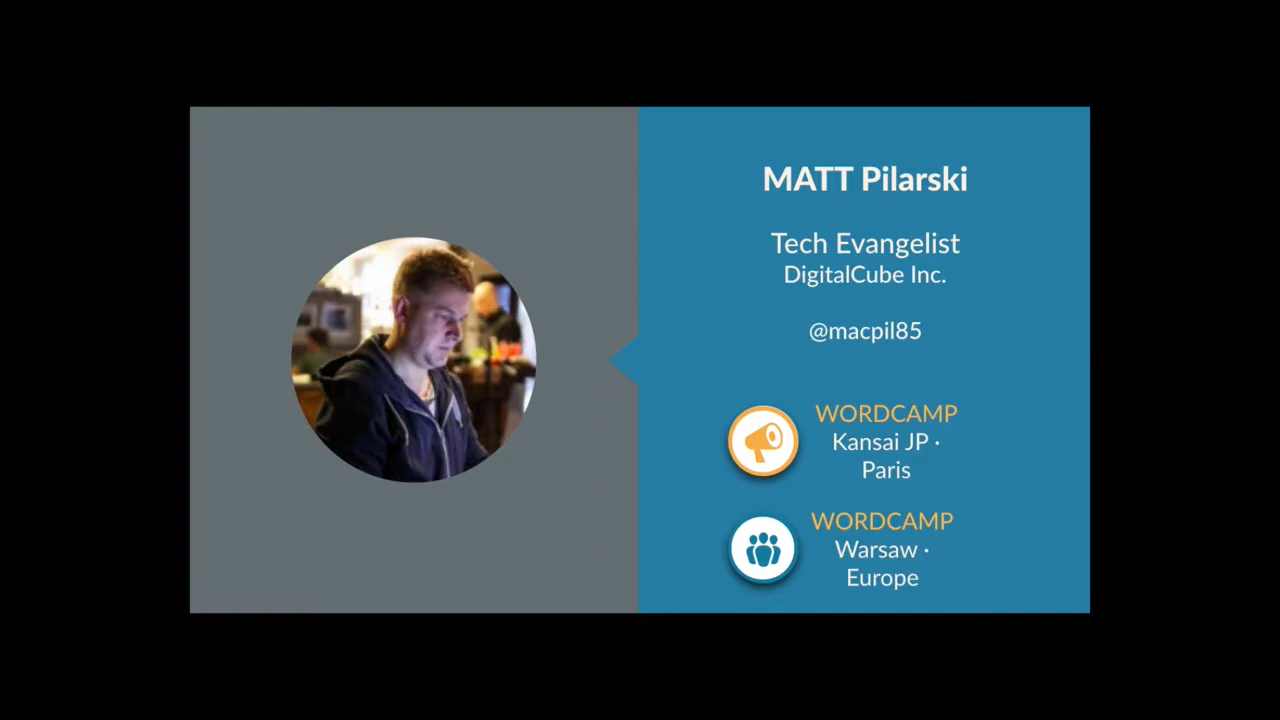 MATT Pilarski
Tech Evangelist
DigitalCube Inc.
@macpil85
WORDCAMP
Kansai JP ·
Paris
WORDCAMP
Warsaw ·
Europe